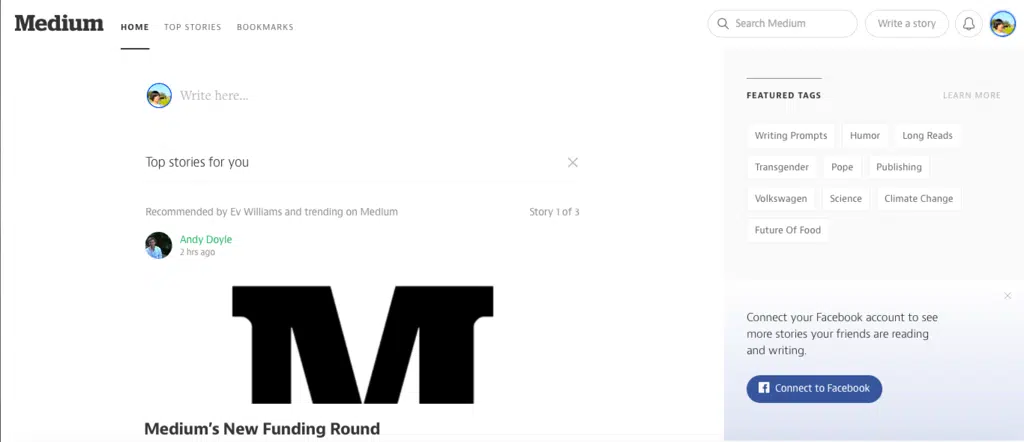 Medium
HOME TOP STORIES BOOKMARKS
Search Medium
Write a story
Write here...
Top stories for you
Recommended by Ev Williams and trending on Medium
Story 1 of 3
Andy Doyle
2 hrs ago
M
Medium's New Funding Round
FEATURED TAGS
LEARN MORE
Writing Prompts Humor Long Reads
Transgender Pope Publishing
Volkswagen Science Climate Change
Future Of Food
Connect your Facebook account to see
more stories your friends are reading
and writing.
Connect to Facebook